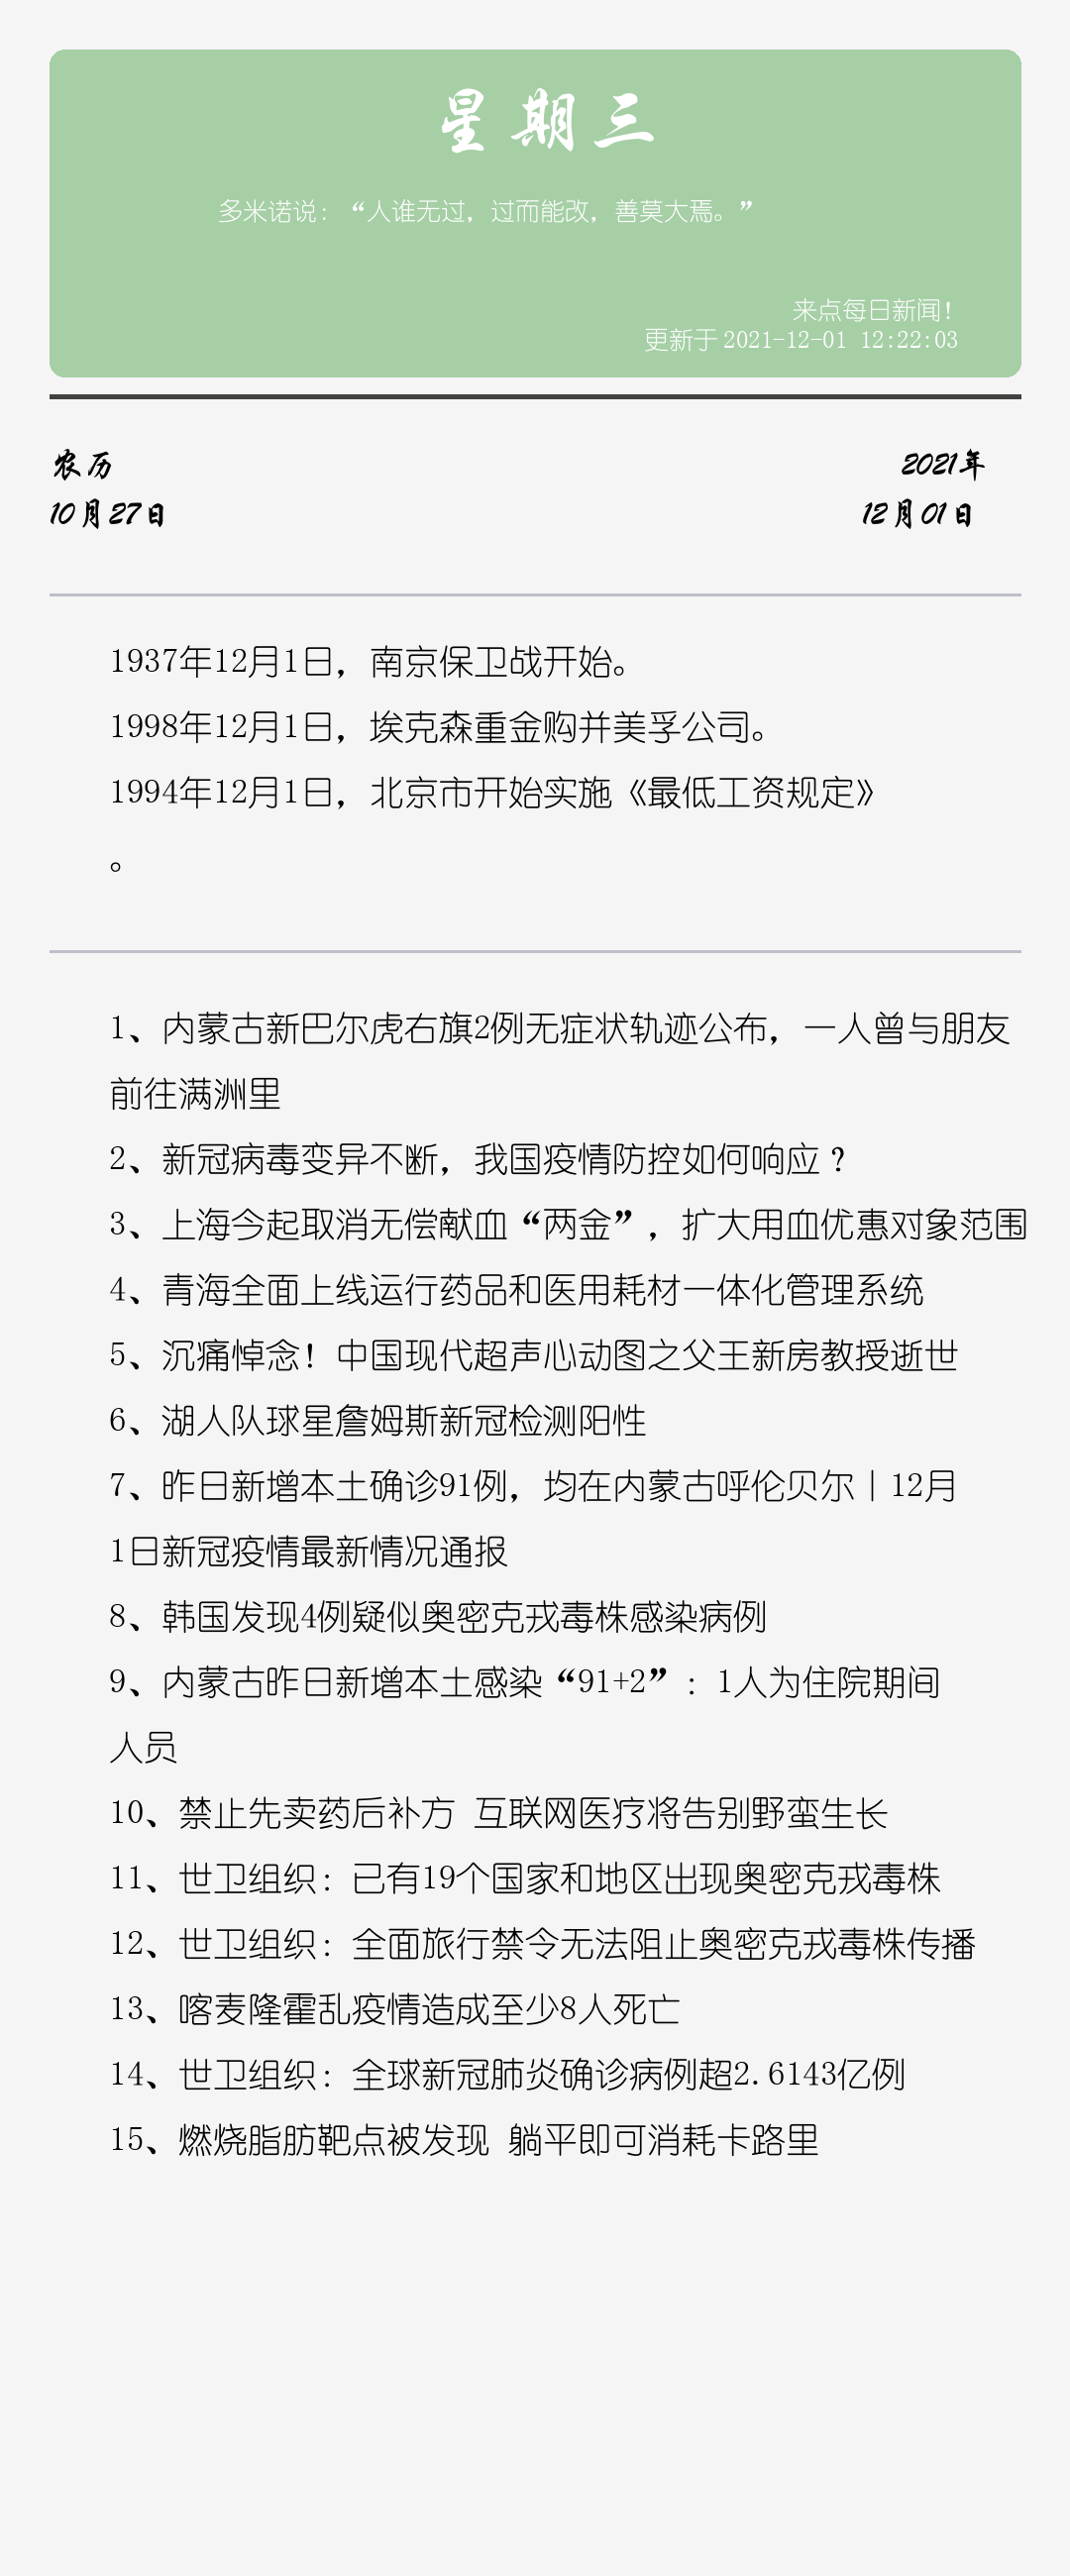 星期三
多米诺说：“人谁无过，过而能改，善莫大焉。”
来点每日新闻！
更新于 2021-12-01 12:22:03
农历
10月27日
2021年
12月01日
1937年12月1日，南京保卫战开始。
1998年12月1日，埃克森重金购并美孚公司。
1994年12月1日，北京市开始实施《最低工资规定》
。
1、内蒙古新巴尔虎右旗2例无症状轨迹公布，一人曾与朋友
前往满洲里
2、新冠病毒变异不断，我国疫情防控如何响应？
3、上海今起取消无偿献血“两金”，扩大用血优惠对象范围
4、青海全面上线运行药品和医用耗材一体化管理系统
5、沉痛悼念！中国现代超声心动图之父王新房教授逝世
6、湖人队球星詹姆斯新冠检测阳性
7、昨日新增本土确诊91例，均在内蒙古呼伦贝尔丨12月
1日新冠疫情最新情况通报
8、韩国发现4例疑似奥密克戎毒株感染病例
9、内蒙古昨日新增本土感染“91+2”：1人为住院期间
人员
10、禁止先卖药后补方 互联网医疗将告别野蛮生长
11、世卫组织：已有19个国家和地区出现奥密克戎毒株
12、世卫组织：全面旅行禁令无法阻止奥密克戎毒株传播
13、喀麦隆霍乱疫情造成至少8人死亡
14、世卫组织：全球新冠肺炎确诊病例超2.6143亿例
15、燃烧脂肪靶点被发现 躺平即可消耗卡路里